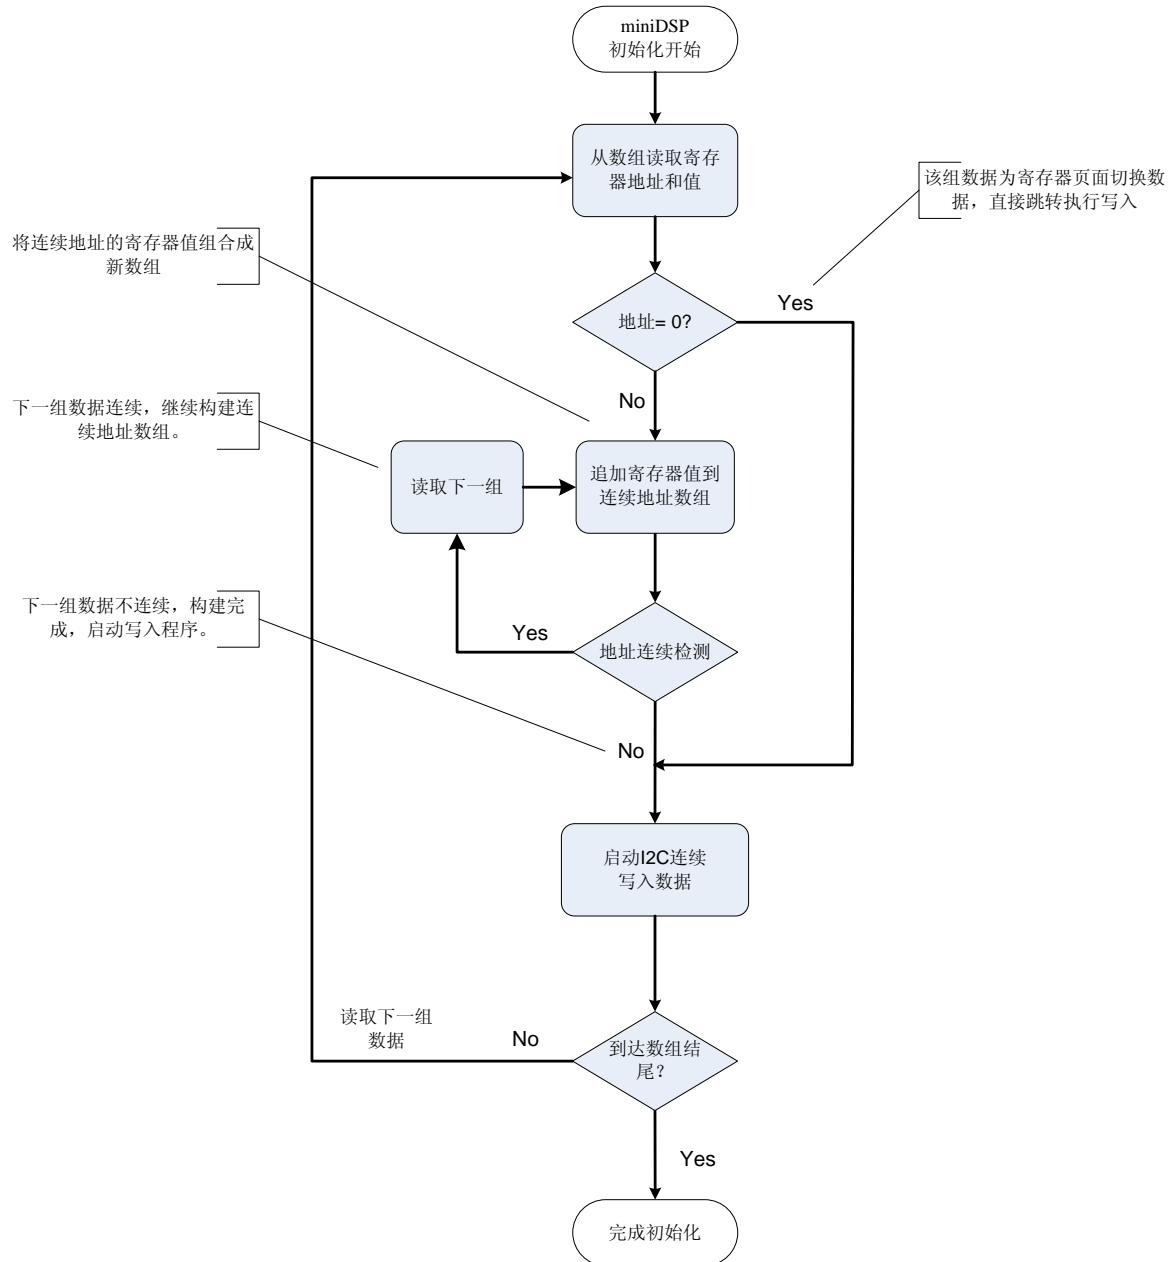 miniDSP
初始化开始
从数组读取寄存
器地址和值
该组数据为寄存器页面切换数
据，直接跳转执行写入
将连续地址的寄存器值组合成
新数组
地址= 0?
Yes
No
下一组数据连续，继续构建连
续地址数组。
读取下一组
追加寄存器值到
连续地址数组
下一组数据不连续，构建完
成，启动写入程序。
Yes
地址连续检测
No
启动I2C连续
写入数据
读取下一组
数据
No
到达数组结
尾？
Yes
完成初始化